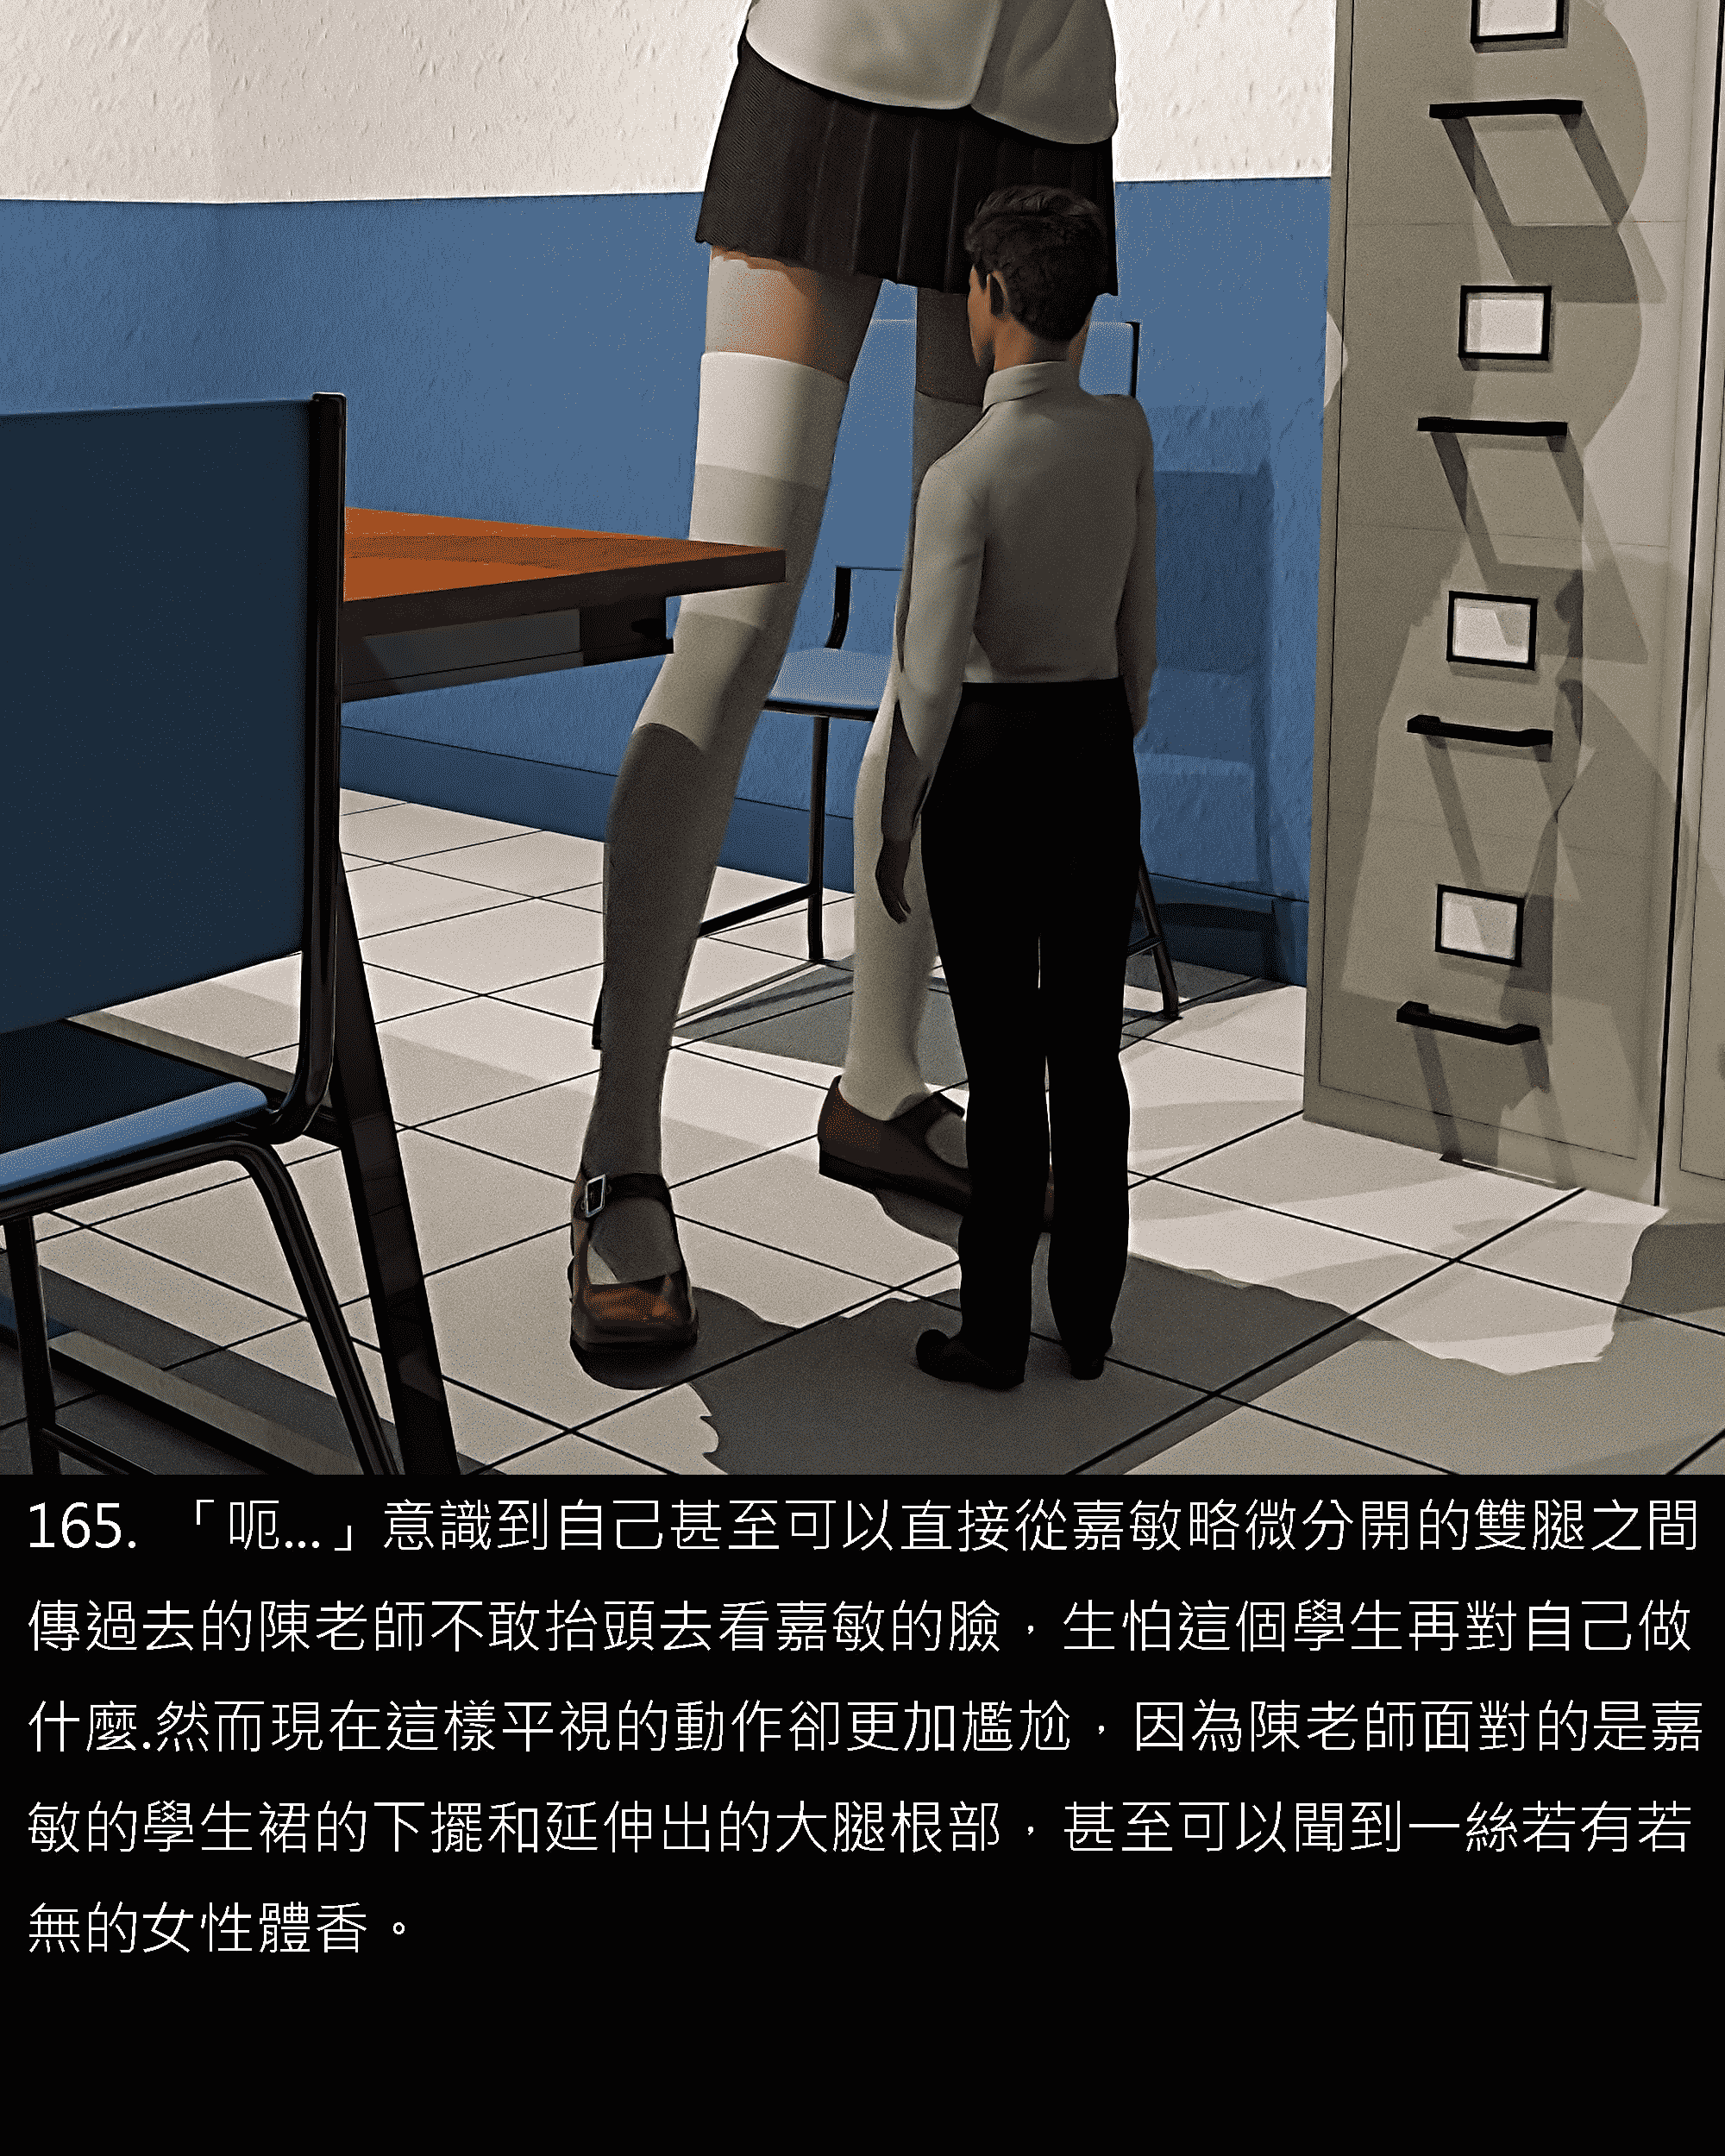 165. 「呃...」意識到自己甚至可以直接從嘉敏略微分開的雙腿之間
傳過去的陳老師不敢抬頭去看嘉敏的臉，生怕這個學生再對自己做
什麼.然而現在這樣平視的動作卻更加尷尬，因為陳老師面對的是嘉
敏的學生裙的下擺和延伸出的大腿根部，甚至可以聞到一絲若有若
無的女性體香。